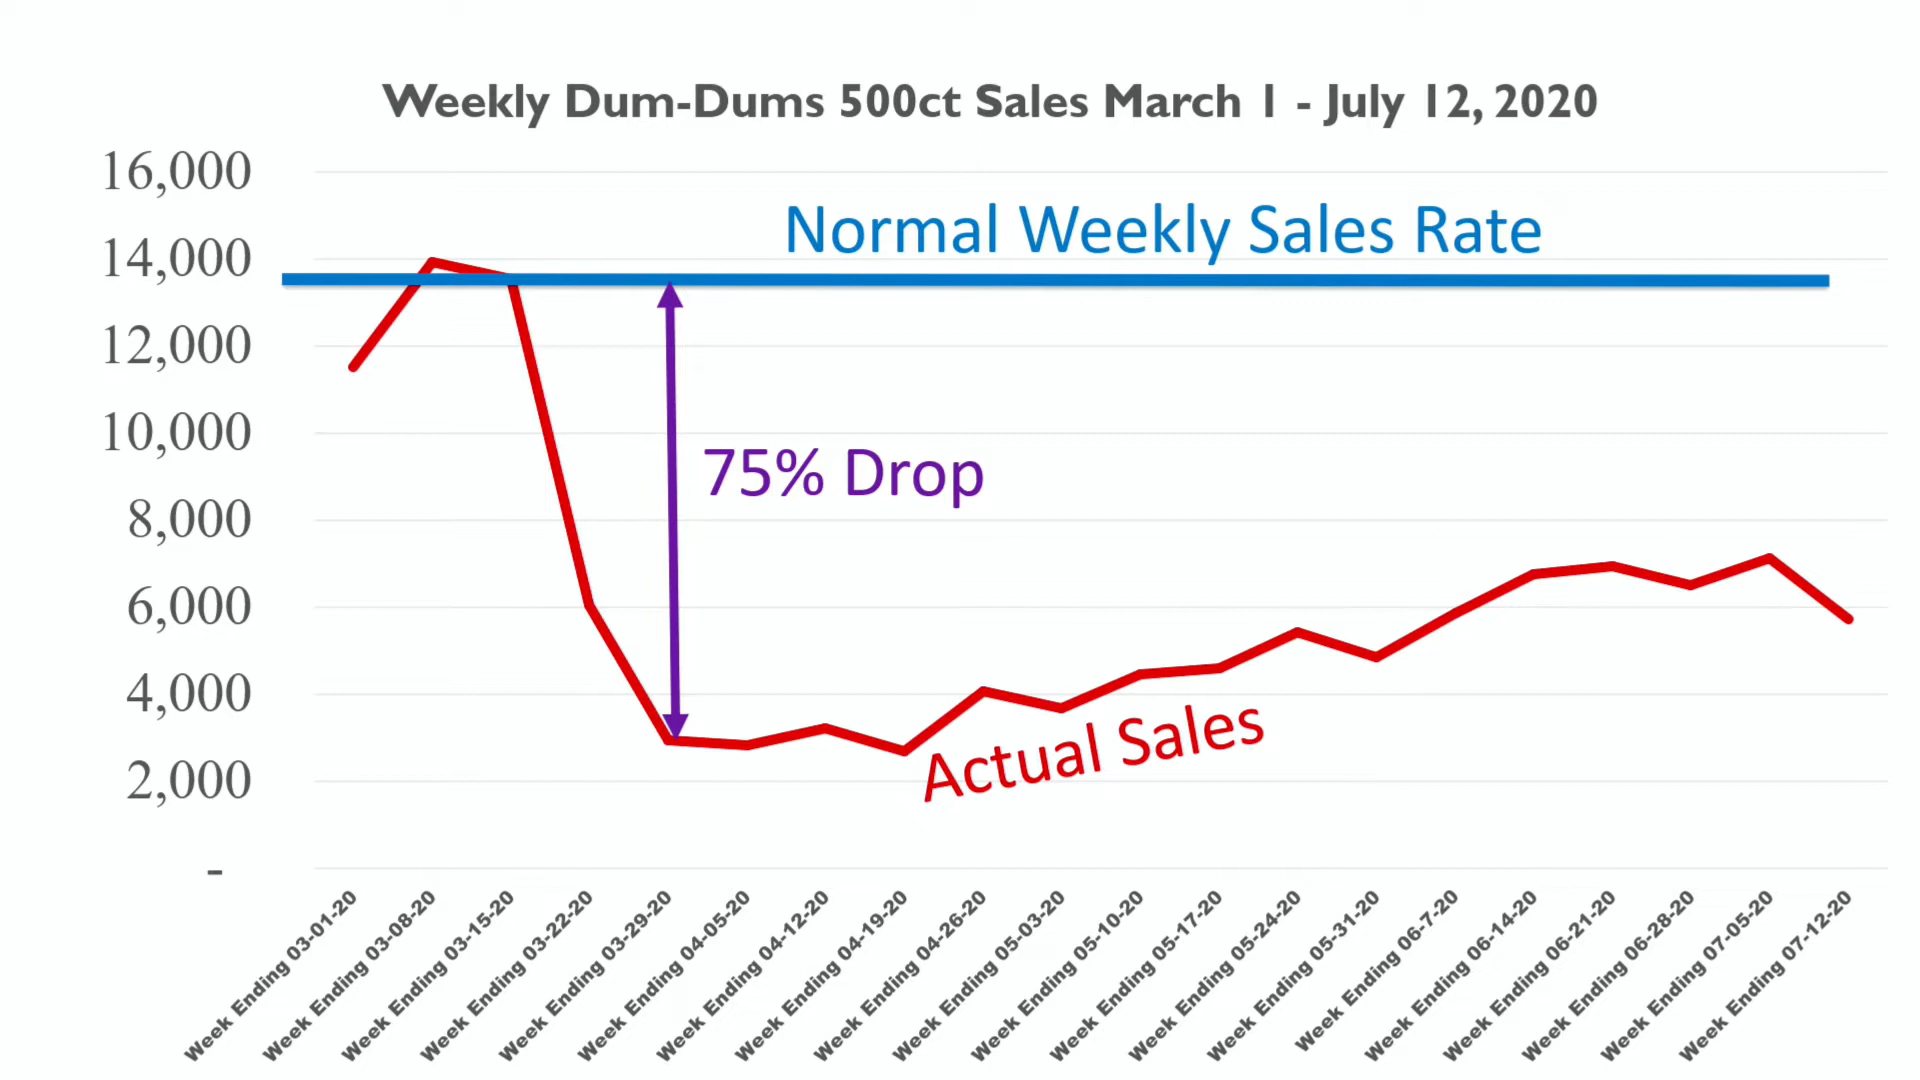 Weekly Dum-Dums 500ct Sales March 1 - July 12, 2020
16,000
14,000
12,000
10,000
8,000
6,000
4,000
2,000
-
Normal Weekly Sales Rate
75% Drop
Actual Sales
Week Ending 03-01-20
Week Ending 03-08-20
Week Ending 03-15-20
Week Ending 03-22-20
Week Ending 03-29-20
Week Ending 04-05-20
Week Ending 04-12-20
Week Ending 04-19-20
Week Ending 04-26-20
Week Ending 05-03-20
Week Ending 05-10-20
Week Ending 05-17-20
Week Ending 05-24-20
Week Ending 05-31-20
Week Ending 06-7-20
Week Ending 06-14-20
Week Ending 06-21-20
Week Ending 06-28-20
Week Ending 07-05-20
Week Ending 07-12-20